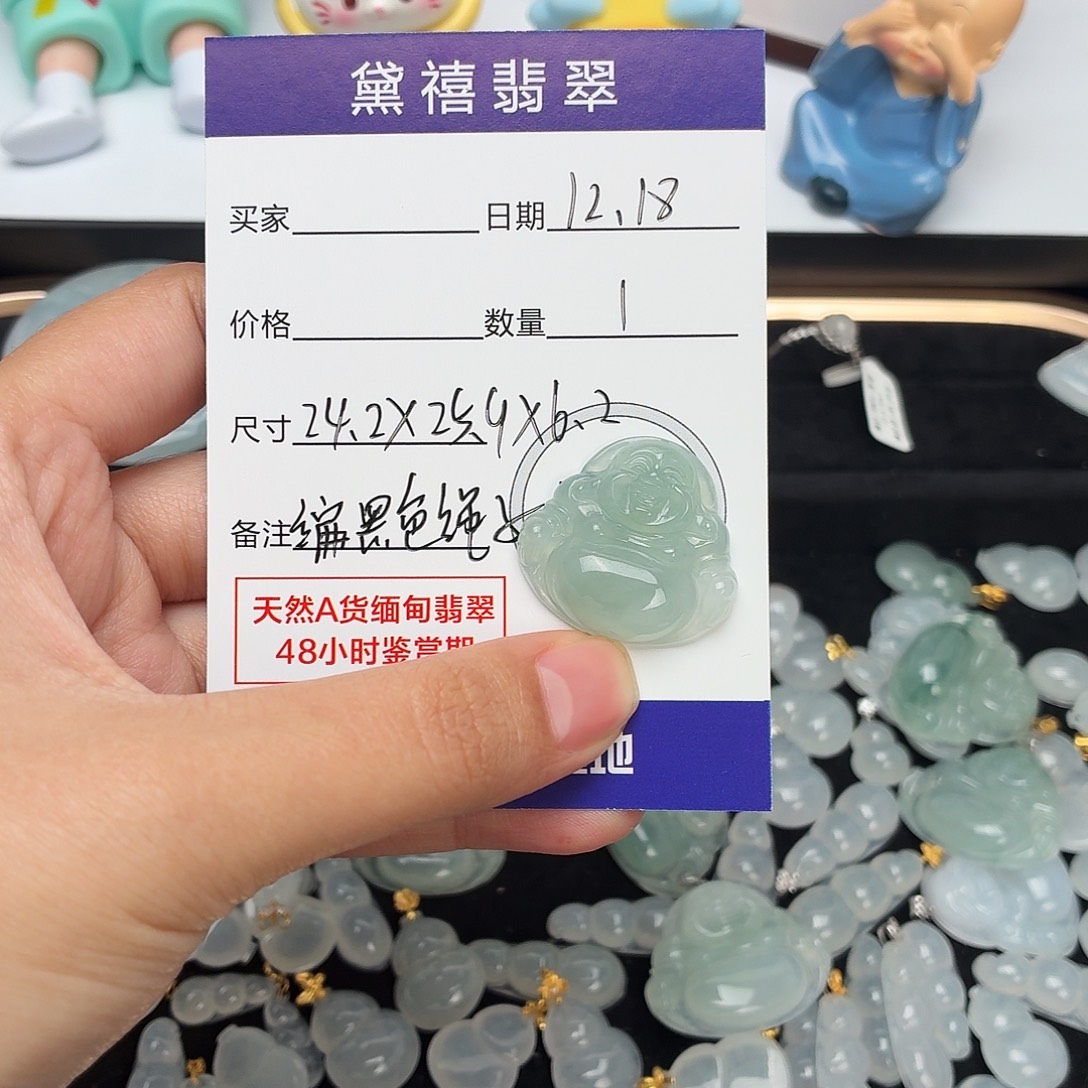 黛禧翡翠
买家 日期 12.18
价格 数量 1
尺寸 24.2X25.9X6.2
备注 编黑色绳
天然A货缅甸翡翠
48小时鉴赏期
地